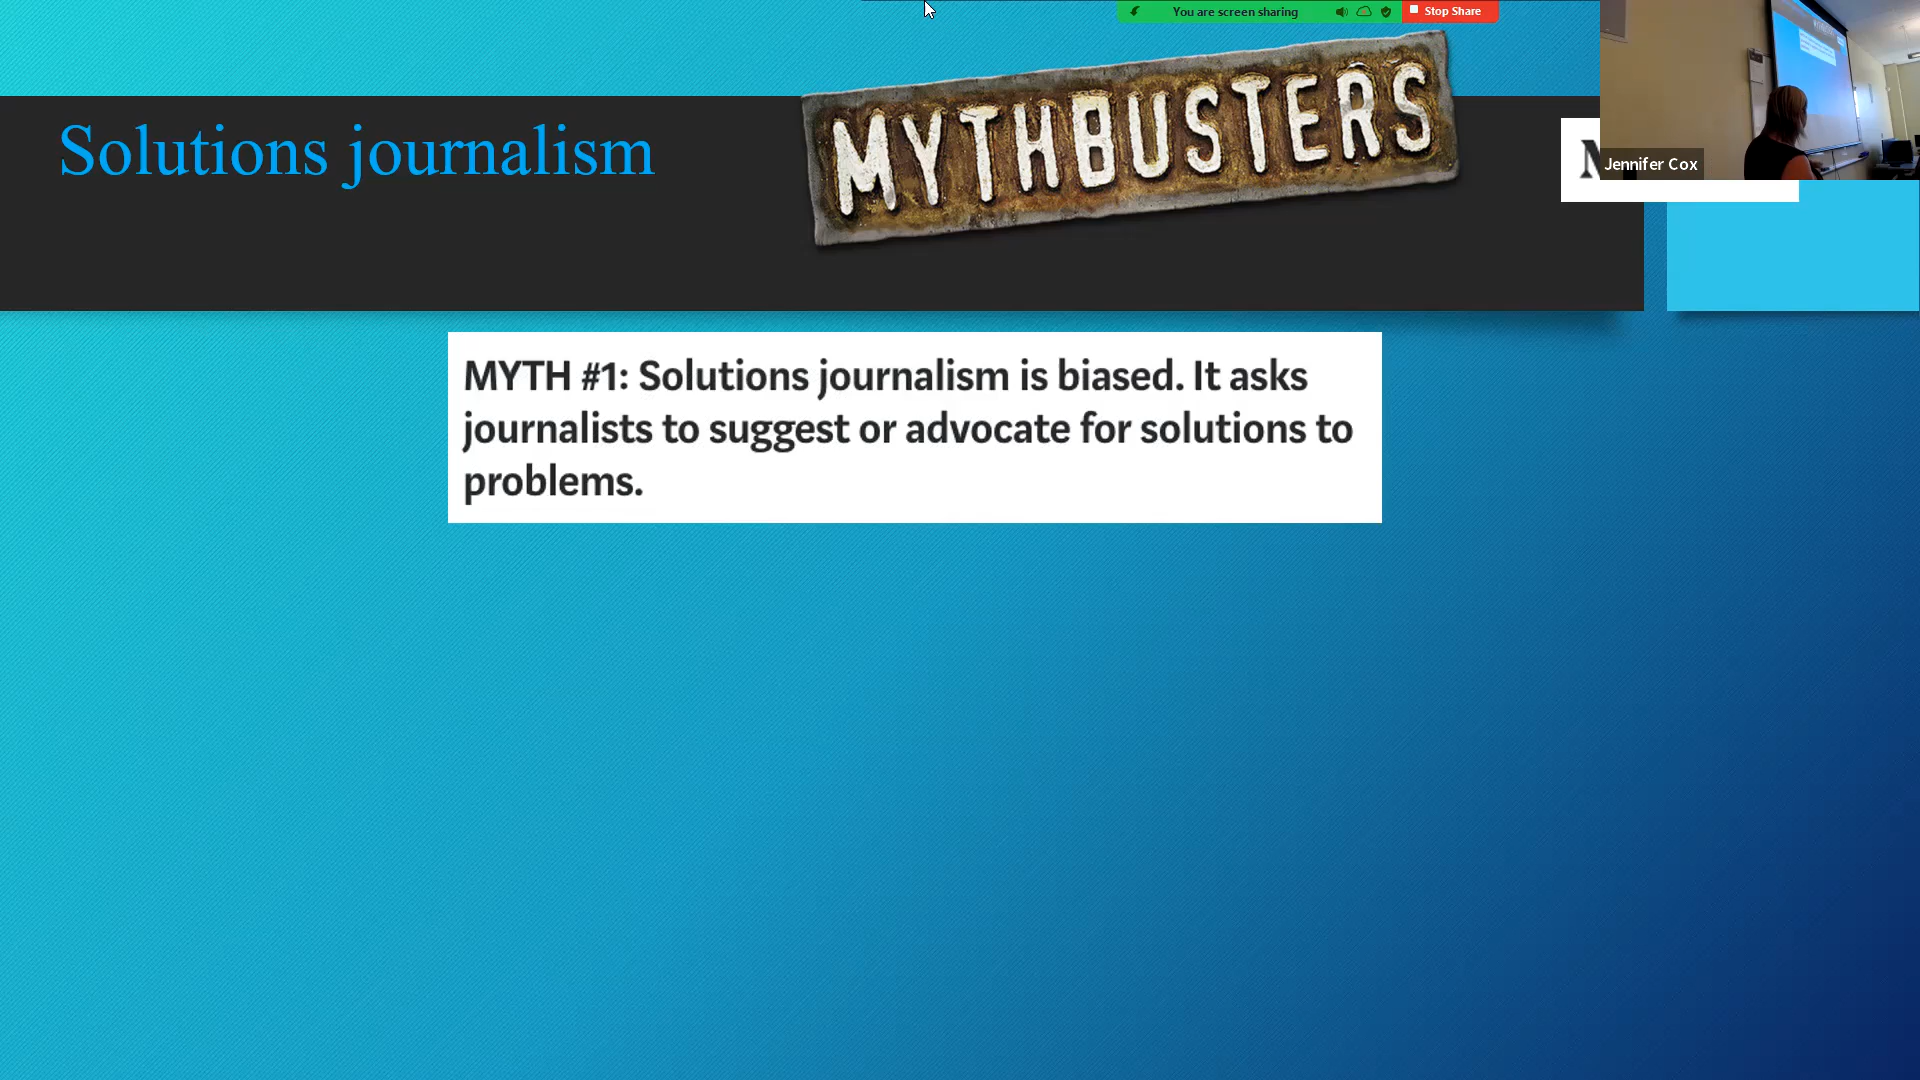 You are screen sharing
Stop Share
MYTHBUSTERS
Solutions journalism
Jennifer Cox
MYTH #1: Solutions journalism is biased. It asks
journalists to suggest or advocate for solutions to
problems.